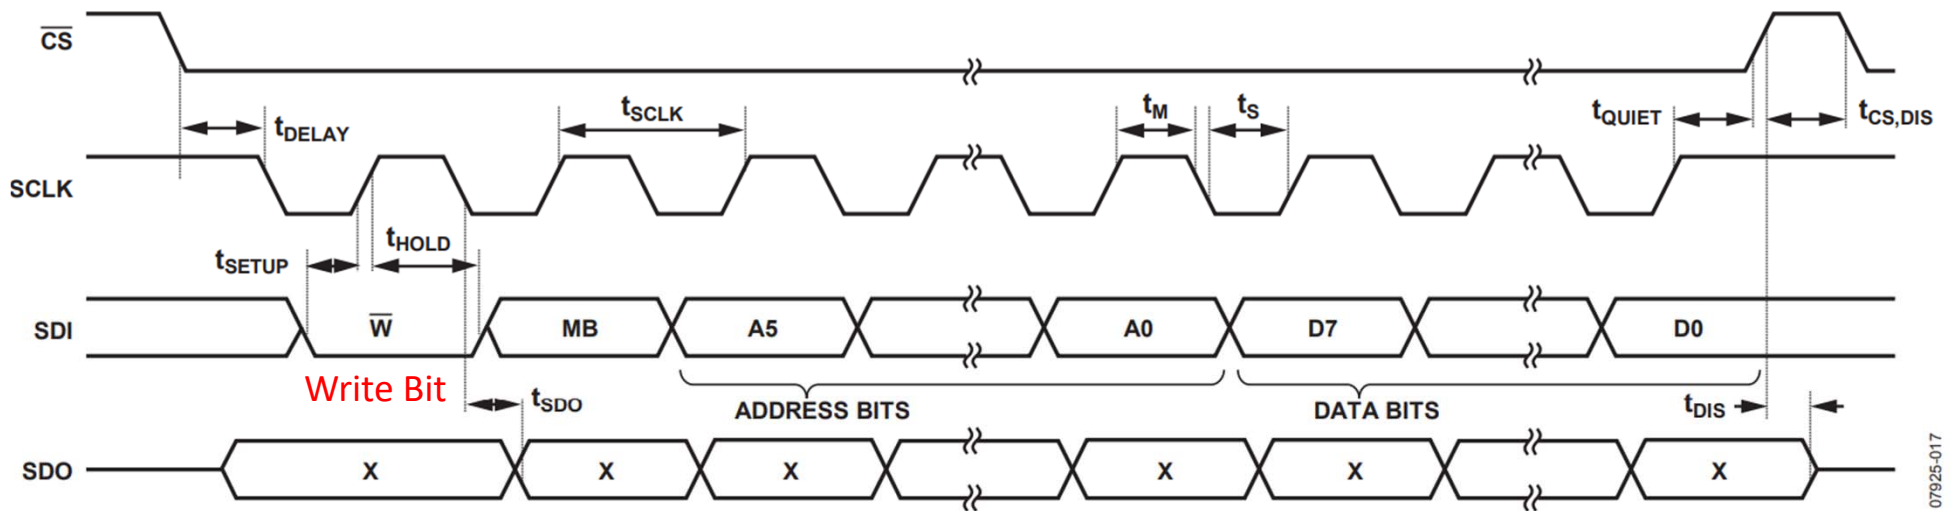 CS
tDELAY
tSCLK
tM
tS
tQUIET
tCS,DIS
SCLK
tSETUP
tHOLD
SDI
W
MB
A5
A0
D7
D0
Write Bit
tSDO
ADDRESS BITS
DATA BITS
tDIS
SDO
X
X
X
X
X
X
07925-017